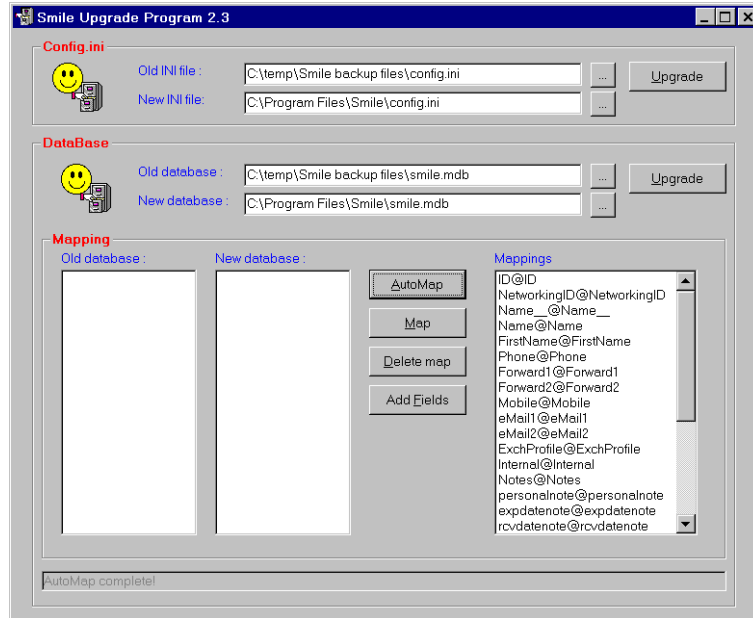 Smile Upgrade Program 2.3
Config.ini
Old INI file :
C:\temp\Smile backup files\config.ini
...
Upgrade
New INI file:
C:\Program Files\Smile\config.ini
...
DataBase
Old database :
C:\temp\Smile backup files\smile.mdb
...
Upgrade
New database :
C:\Program Files\Smile\smile.mdb
...
Mapping
Old database :
New database :
AutoMap
Map
Delete map
Add Fields
Mappings
ID@ID
NetworkingID@NetworkingID
Name__@Name__
Name@Name
FirstName@FirstName
Phone@Phone
Forward1@Forward1
Forward2@Forward2
Mobile@Mobile
eMail1@eMail1
eMail2@eMail2
ExchProfile@ExchProfile
Internal@Internal
Notes@Notes
personalnote@personalnote
expdatenote@expdatenote
rcvdatenote@rcvdatenote
AutoMap complete!